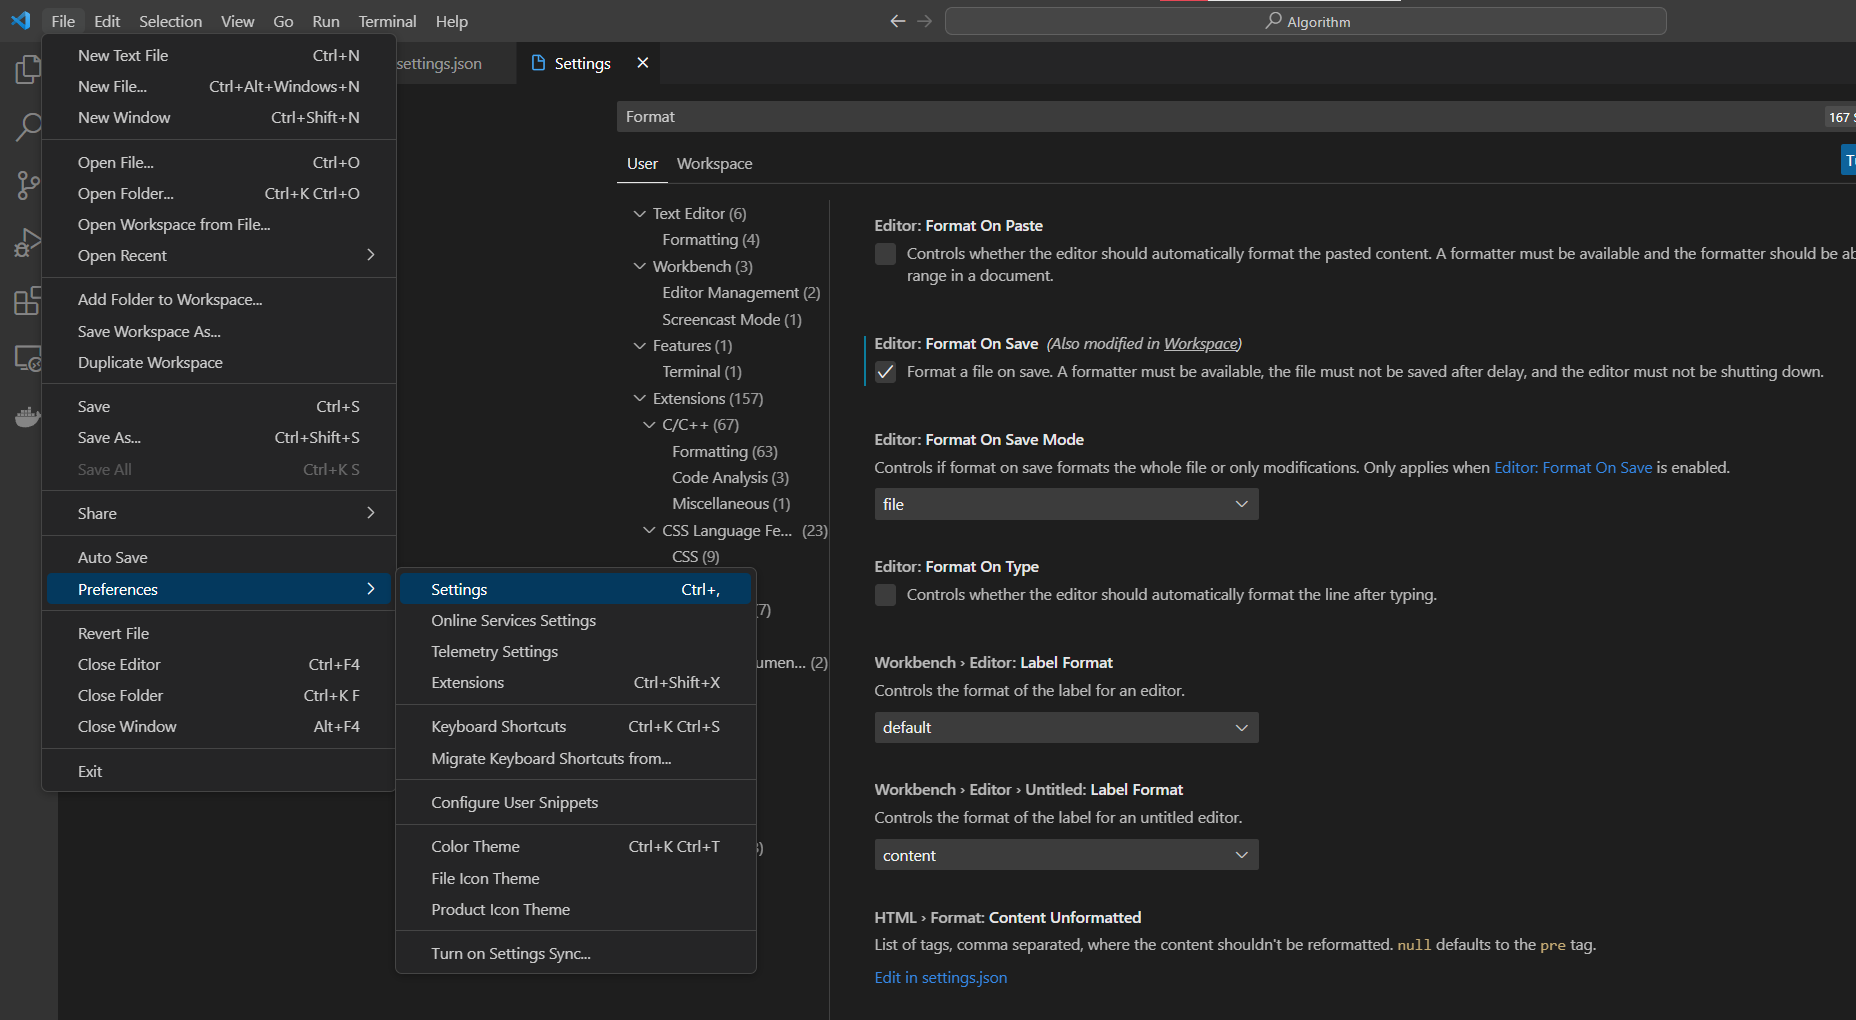 File Edit Selection View Go Run Terminal Help
Algorithm
New Text File Ctrl+N
New File... Ctrl+Alt+Windows+N
New Window Ctrl+Shift+N
Open File... Ctrl+O
Open Folder... Ctrl+K Ctrl+O
Open Workspace from File...
Open Recent
Add Folder to Workspace...
Save Workspace As...
Duplicate Workspace
Save Ctrl+S
Save As... Ctrl+Shift+S
Save All Ctrl+K S
Share
Auto Save
Preferences
Revert File
Close Editor Ctrl+F4
Close Folder Ctrl+K F
Close Window Alt+F4
Exit
Settings Ctrl+,
Online Services Settings
Telemetry Settings
Extensions Ctrl+Shift+X
Keyboard Shortcuts Ctrl+K Ctrl+S
Migrate Keyboard Shortcuts from...
Configure User Snippets
Color Theme Ctrl+K Ctrl+T
File Icon Theme
Product Icon Theme
Turn on Settings Sync...
settings.json
Settings
Format
167 S
User Workspace
Text Editor (6)
Formatting (4)
Workbench (3)
Editor Management (2)
Screencast Mode (1)
Features (1)
Terminal (1)
Extensions (157)
C/C++ (67)
Formatting (63)
Code Analysis (3)
Miscellaneous (1)
CSS Language Fe... (23)
CSS (9)
(7)
umen... (2)
Editor: Format On Paste
Controls whether the editor should automatically format the pasted content. A formatter must be available and the formatter should be ab
range in a document.
Editor: Format On Save (Also modified in Workspace)
Format a file on save. A formatter must be available, the file must not be saved after delay, and the editor must not be shutting down.
Editor: Format On Save Mode
Controls if format on save formats the whole file or only modifications. Only applies when Editor: Format On Save is enabled.
file
Editor: Format On Type
Controls whether the editor should automatically format the line after typing.
Workbench › Editor: Label Format
Controls the format of the label for an editor.
default
Workbench › Editor › Untitled: Label Format
Controls the format of the label for an untitled editor.
content
HTML › Format: Content Unformatted
List of tags, comma separated, where the content shouldn't be reformatted. null defaults to the pre tag.
Edit in settings.json